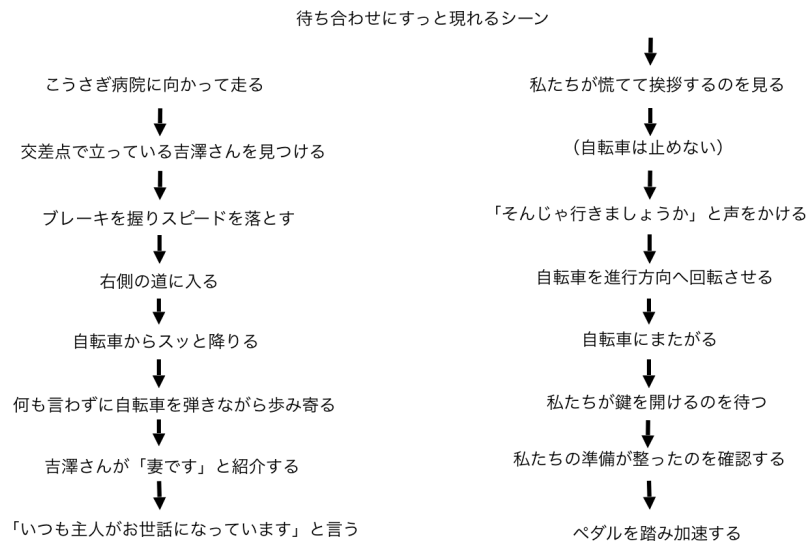 待ち合わせにすっと現れるシーン
こうさぎ病院に向かって走る
交差点で立っている吉澤さんを見つける
ブレーキを握りスピードを落とす
右側の道に入る
自転車からスッと降りる
何も言わずに自転車を弾きながら歩み寄る
吉澤さんが「妻です」と紹介する
「いつも主人がお世話になっています」と言う
私たちが慌てて挨拶するのを見る
（自転車は止めない）
「そんじゃ行きましょうか」と声をかける
自転車を進行方向へ回転させる
自転車にまたがる
私たちが鍵を開けるのを待つ
私たちの準備が整ったのを確認する
ペダルを踏み加速する